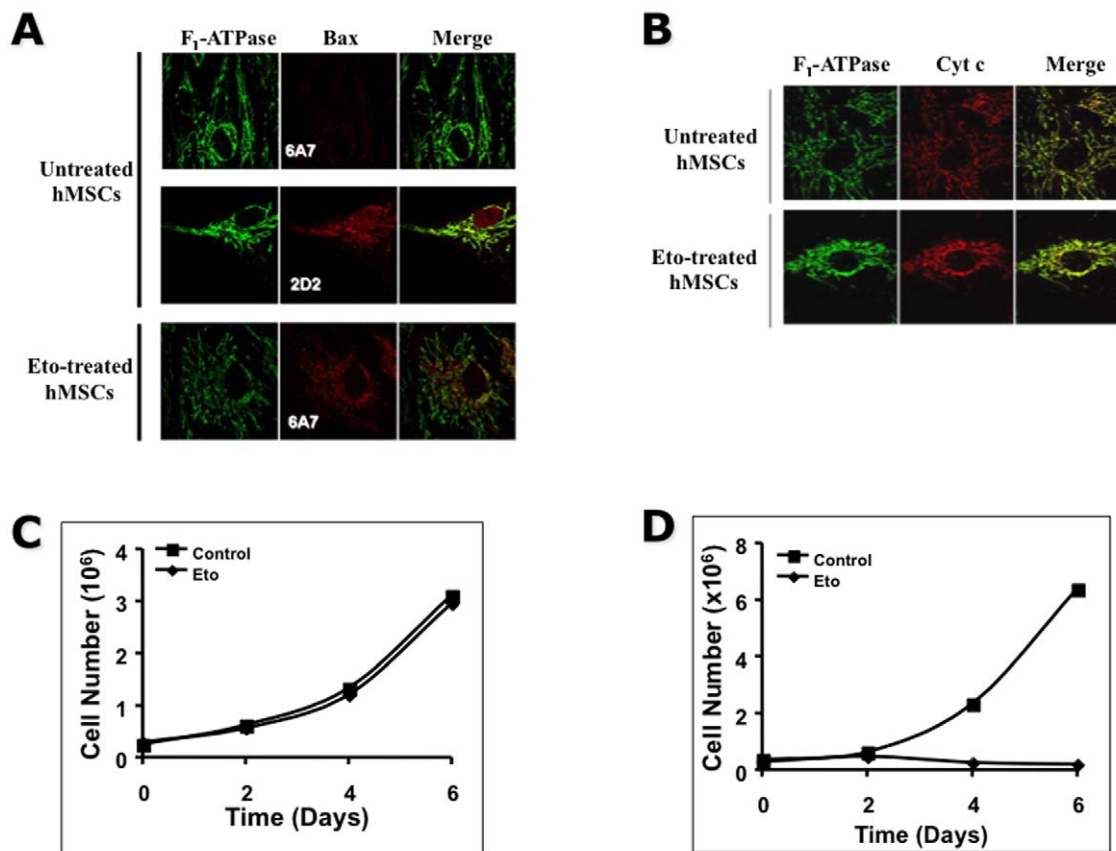 A
F₁-ATPase Bax Merge
Untreated
hMSCs
6A7
2D2
Eto-treated
hMSCs
6A7
B
F₁-ATPase Cyt c Merge
Untreated
hMSCs
Eto-treated
hMSCs
C
Control
Eto
Cell Number (10⁶)
4
3
2
1
0
0 2 4 6
Time (Days)
D
Control
Eto
Cell Number (x10⁶)
8
6
4
2
0
0 2 4 6
Time (Days)